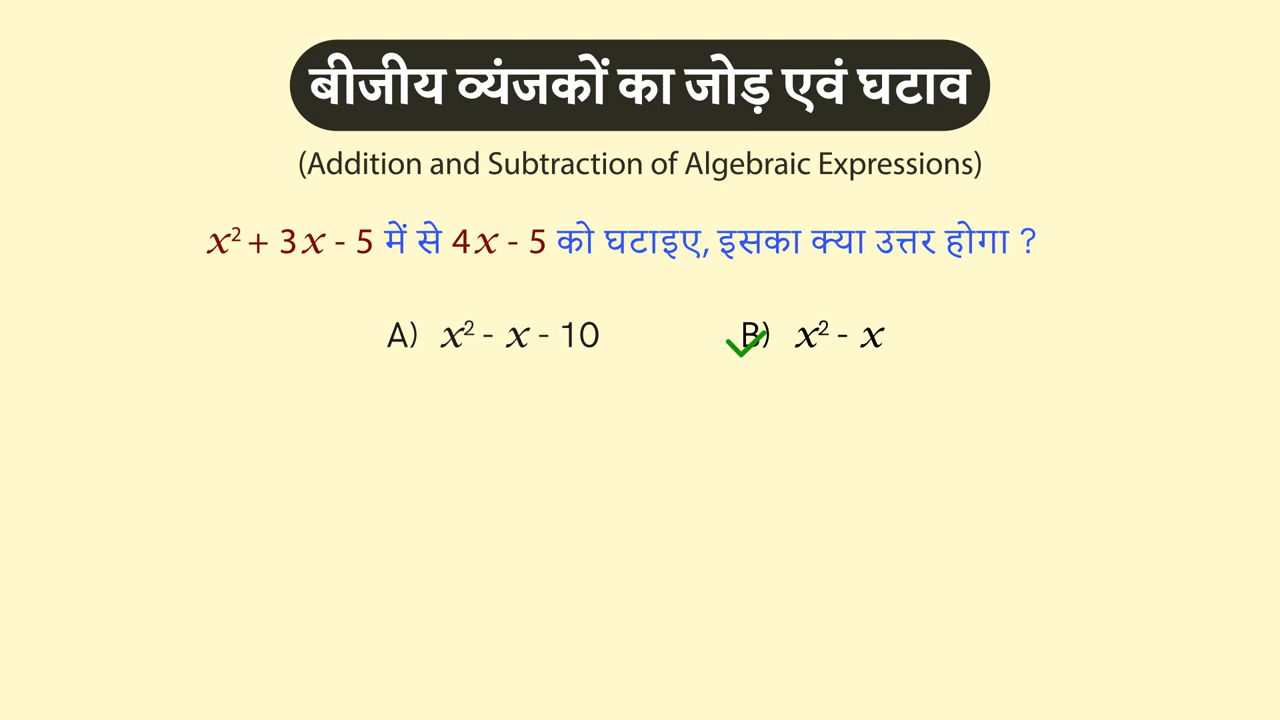 बीजीय व्यंजकों का जोड़ एवं घटाव
(Addition and Subtraction of Algebraic Expressions)
x² + 3x - 5 में से 4x - 5 को घटाइए, इसका क्या उत्तर होगा ?
A) x² - x - 10 B) x² - x